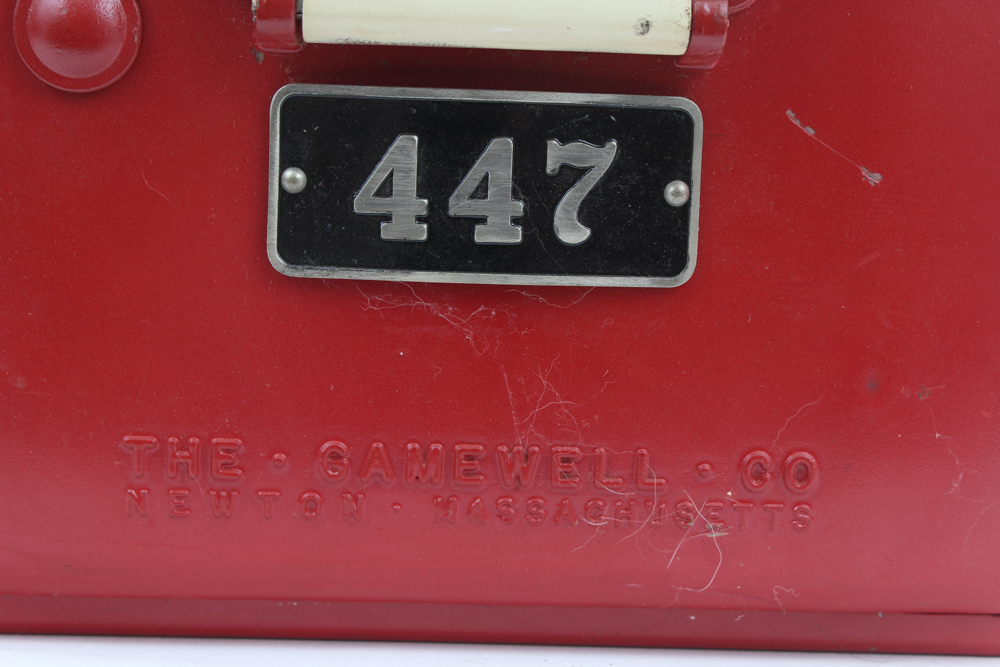 447
THE · GAMEWELL · CO
NEWTON · MASSACHUSETTS